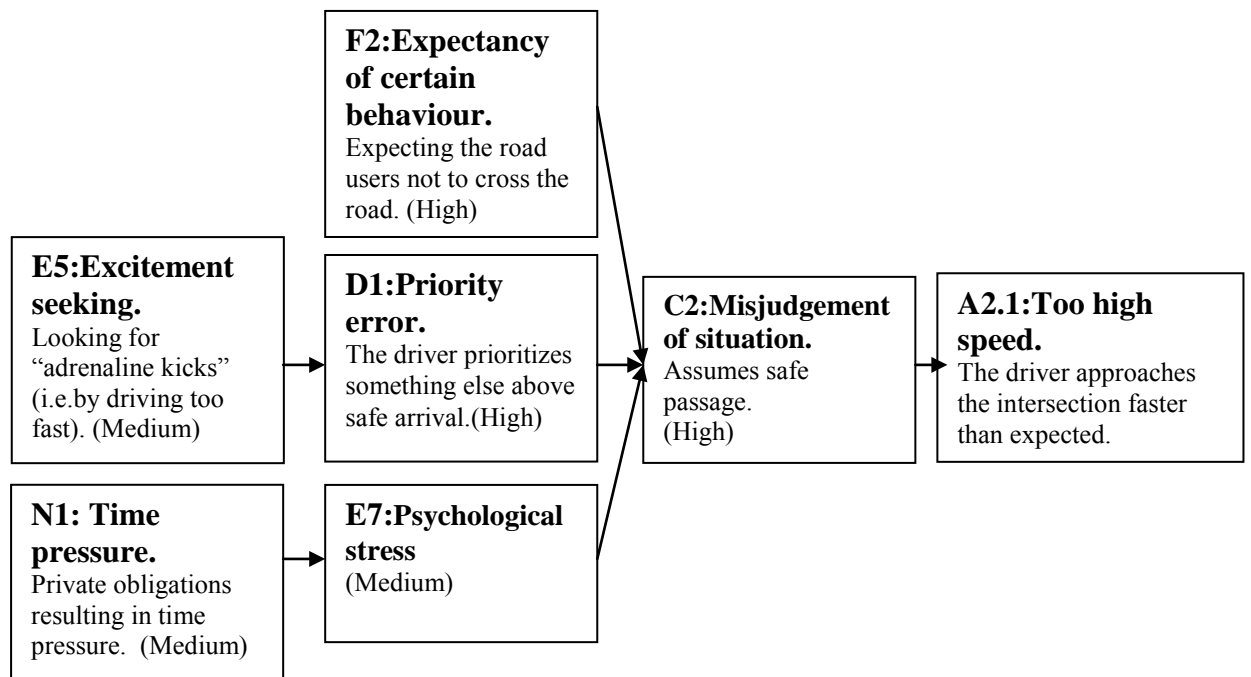 F2:Expectancy
of certain
behaviour.
Expecting the road
users not to cross the
road. (High)
E5:Excitement
seeking.
Looking for
“adrenaline kicks”
(i.e.by driving too
fast). (Medium)
D1:Priority
error.
The driver prioritizes
something else above
safe arrival.(High)
C2:Misjudgement
of situation.
Assumes safe
passage.
(High)
A2.1:Too high
speed.
The driver approaches
the intersection faster
than expected.
N1: Time
pressure.
Private obligations
resulting in time
pressure.  (Medium)
E7:Psychological
stress
(Medium)